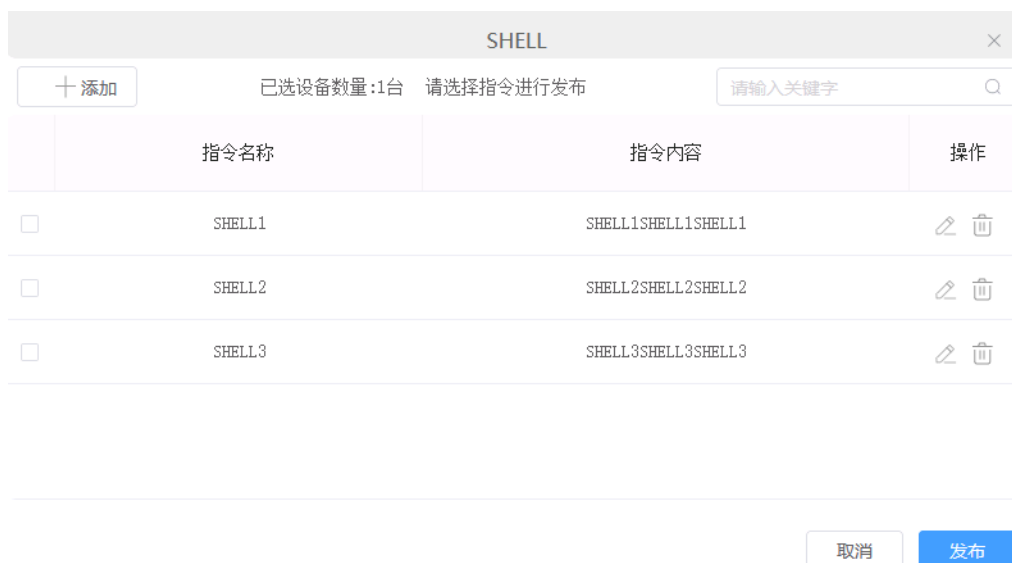 SHELL
添加 已选设备数量:1台 请选择指令进行发布 请输入关键字
指令名称 指令内容 操作
SHELL1 SHELL1SHELL1SHELL1
SHELL2 SHELL2SHELL2SHELL2
SHELL3 SHELL3SHELL3SHELL3
取消 发布